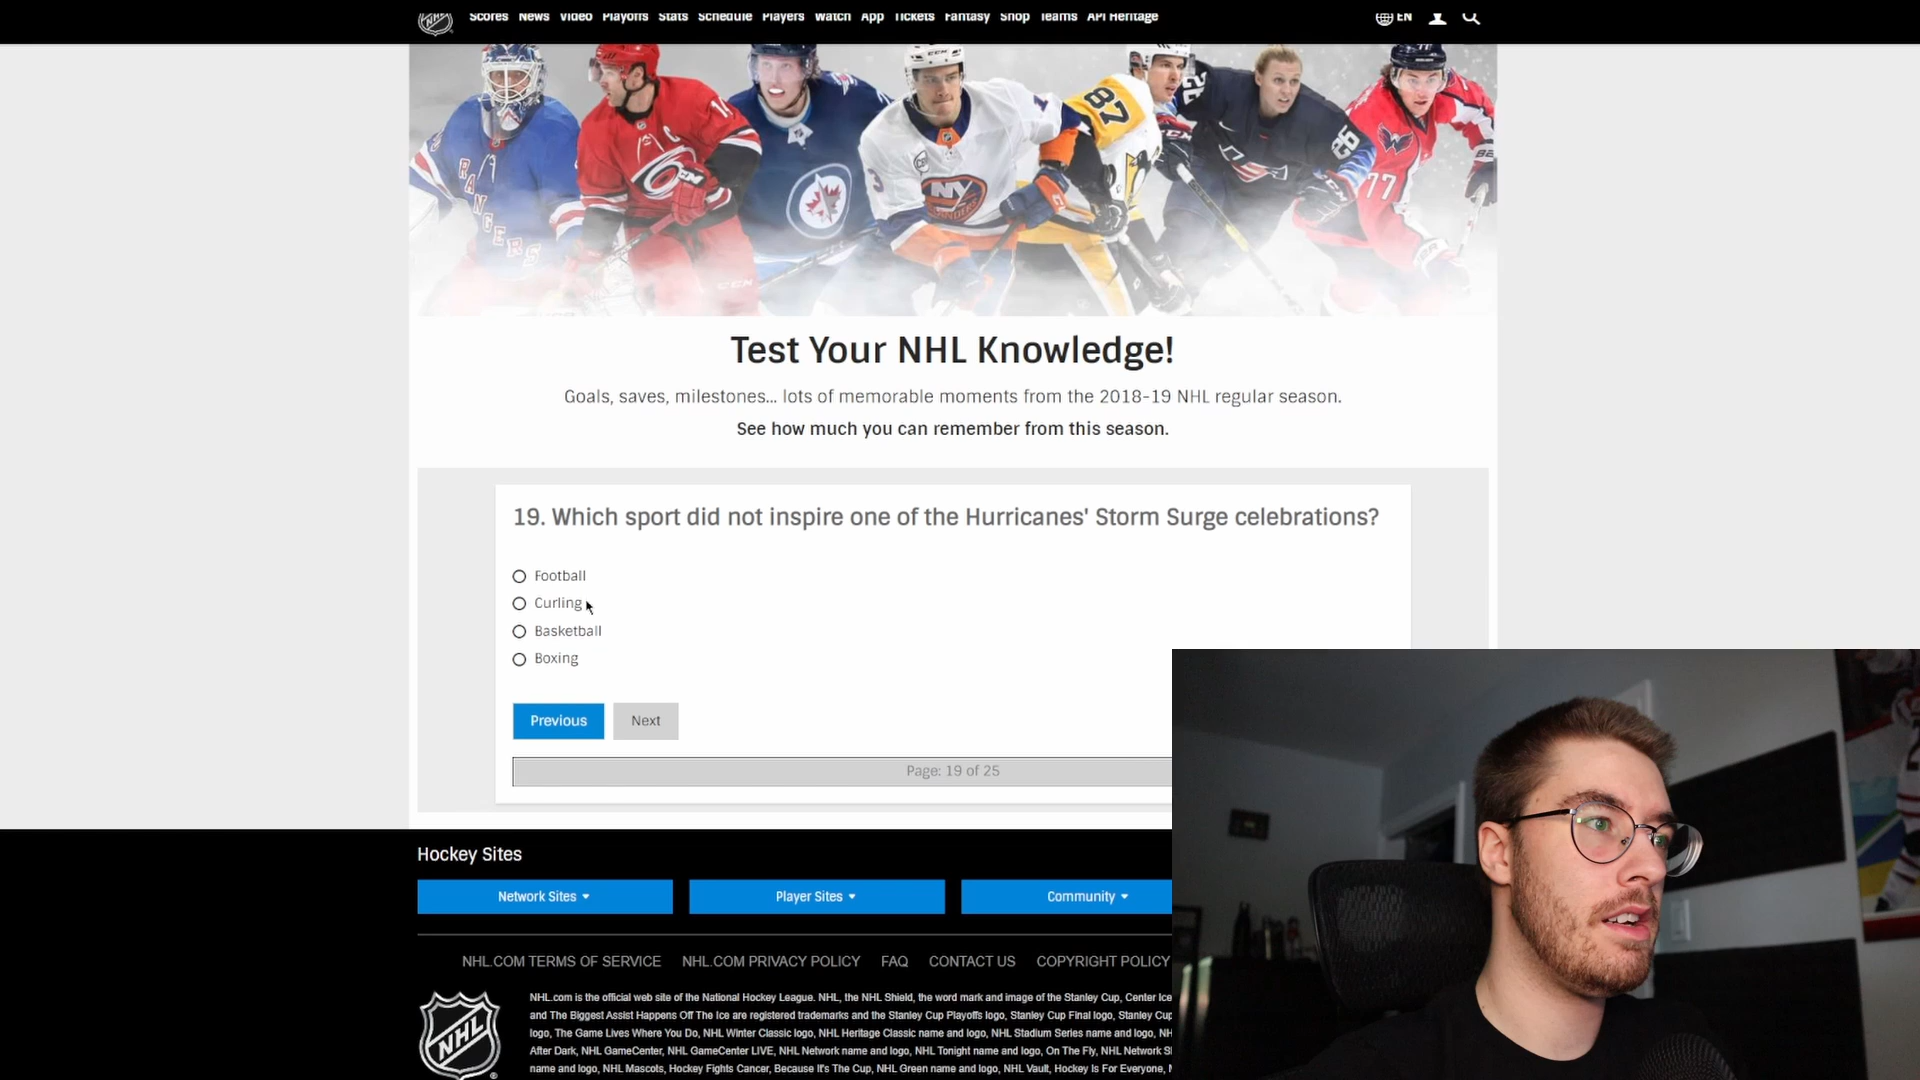 Scores News Video Playoffs Stats Schedule Players Watch App Tickets Fantasy Shop Teams API Heritage EN
Test Your NHL Knowledge!
Goals, saves, milestones... lots of memorable moments from the 2018-19 NHL regular season.
See how much you can remember from this season.
19. Which sport did not inspire one of the Hurricanes' Storm Surge celebrations?
Football
Curling
Basketball
Boxing
Previous Next
Page: 19 of 25
Hockey Sites
Network Sites Player Sites Community
NHL.COM TERMS OF SERVICE NHL.COM PRIVACY POLICY FAQ CONTACT US COPYRIGHT POLICY
NHL
NHL.com is the official web site of the National Hockey League. NHL, the NHL Shield, the word mark and image of the Stanley Cup, Center Ice
and The Biggest Assist Happens Off The Ice are registered trademarks and the Stanley Cup Playoffs logo, Stanley Cup Final logo, Stanley Cup
logo, The Game Lives Where You Do, NHL Winter Classic logo, NHL Heritage Classic name and logo, NHL Stadium Series name and logo,
After Dark, NHL GameCenter, NHL GameCenter LIVE, NHL Network name and logo, NHL Tonight name and logo, On The Fly, NHL Network
name and logo, NHL Mascots, Hockey Fights Cancer, Because It's The Cup, NHL Green name and logo, NHL Vault, Hockey Is For Everyone,